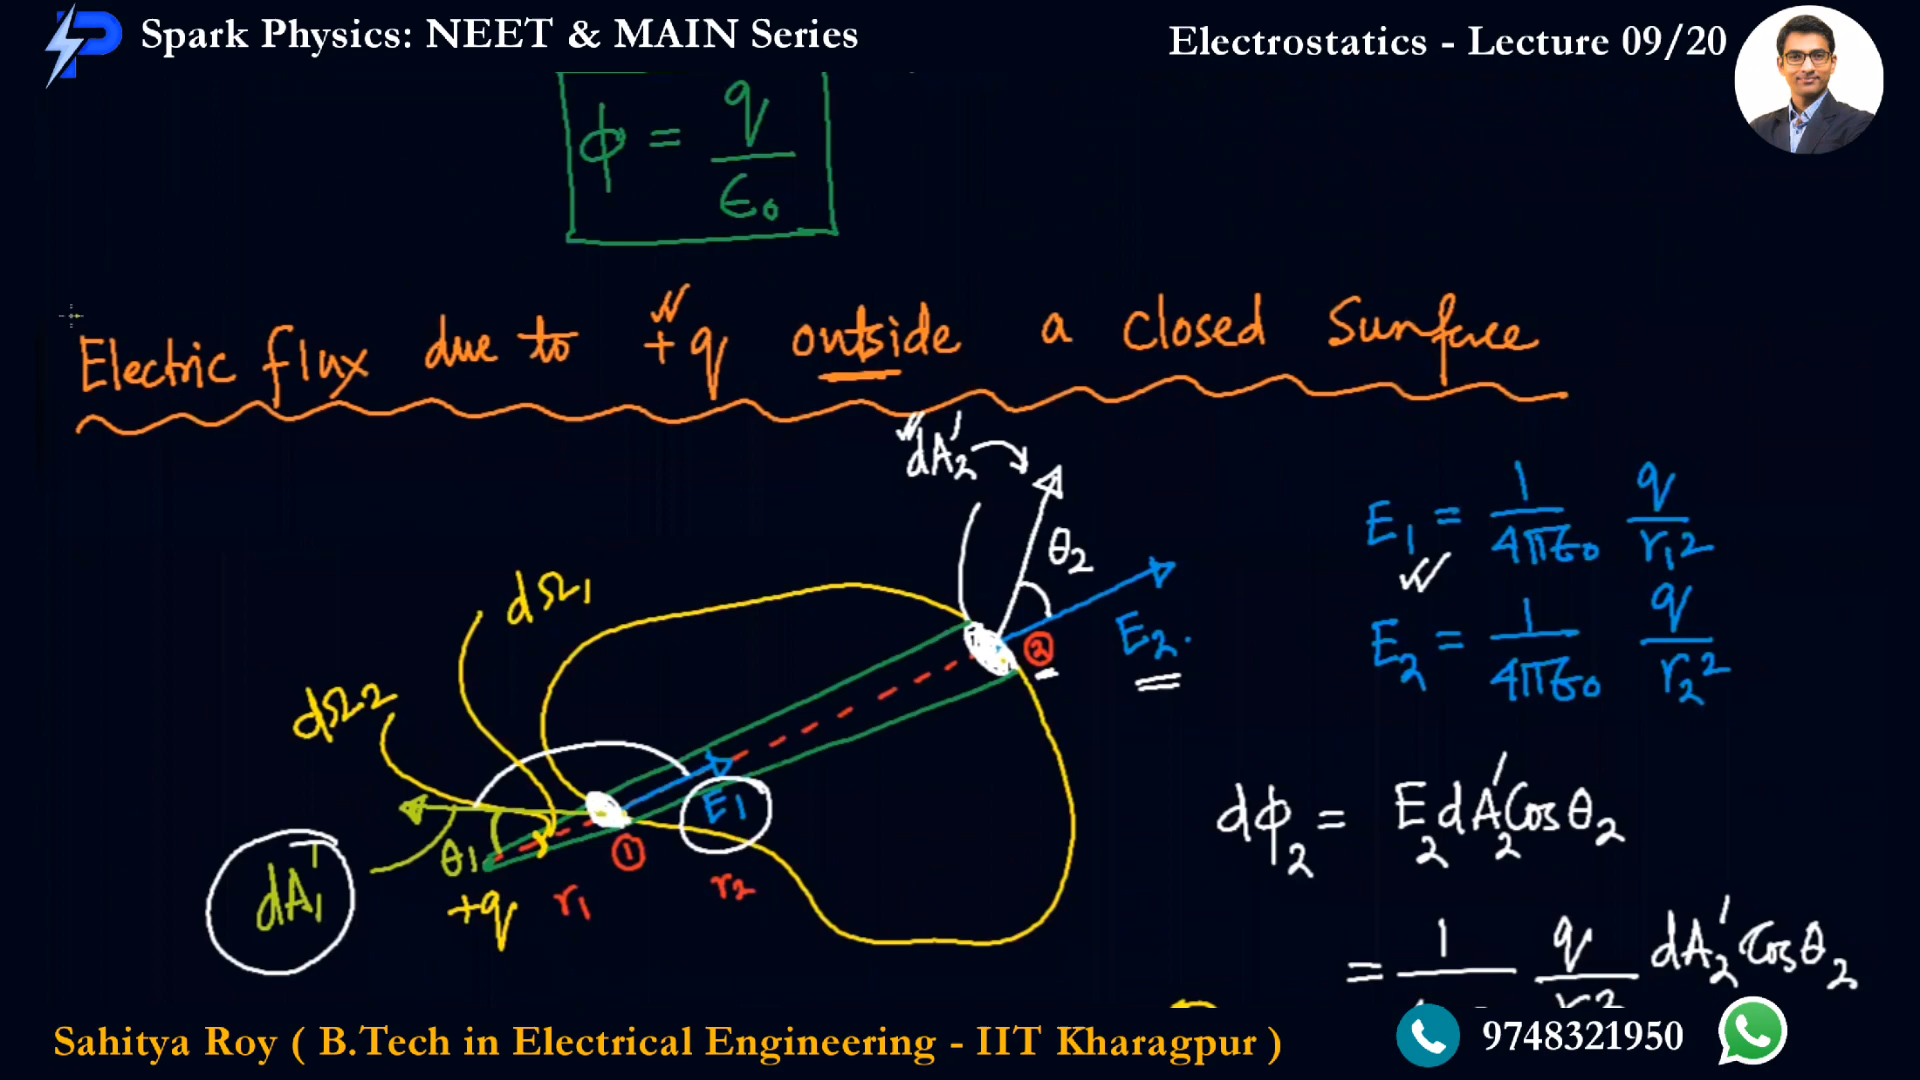 Spark Physics: NEET & MAIN Series
Electrostatics - Lecture 09/20
ϕ = q / ε₀
Electric flux due to +q outside a closed Surface
dA₂'
θ₂
E₁ = 1/4πε₀ q/r₁²
dΩ₁
E₂.
②
E₂ = 1/4πε₀ q/r₂²
dΩ₂
E₁
dϕ₂ = E₂dA₂'Cosθ₂
θ₁
①
dA₁'
+q
r₁
r₂
= 1 q dA₂'Cosθ₂
Sahitya Roy ( B.Tech in Electrical Engineering - IIT Kharagpur )
9748321950